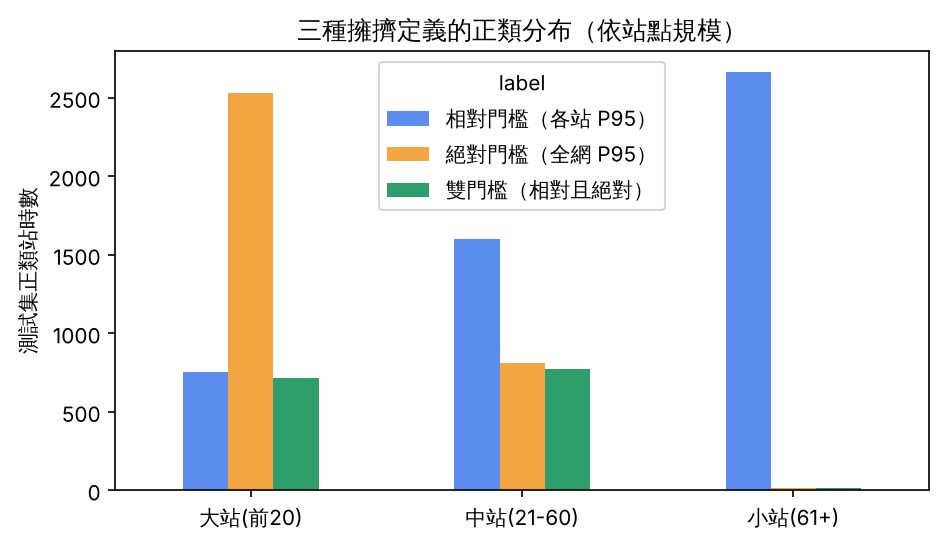 三種擁擠定義的正類分布（依站點規模）
label
相對門檻（各站 P95）
絕對門檻（全網 P95）
雙門檻（相對且絕對）
測試集正類站時數
2500
2000
1500
1000
500
0
大站(前20)
中站(21-60)
小站(61+)